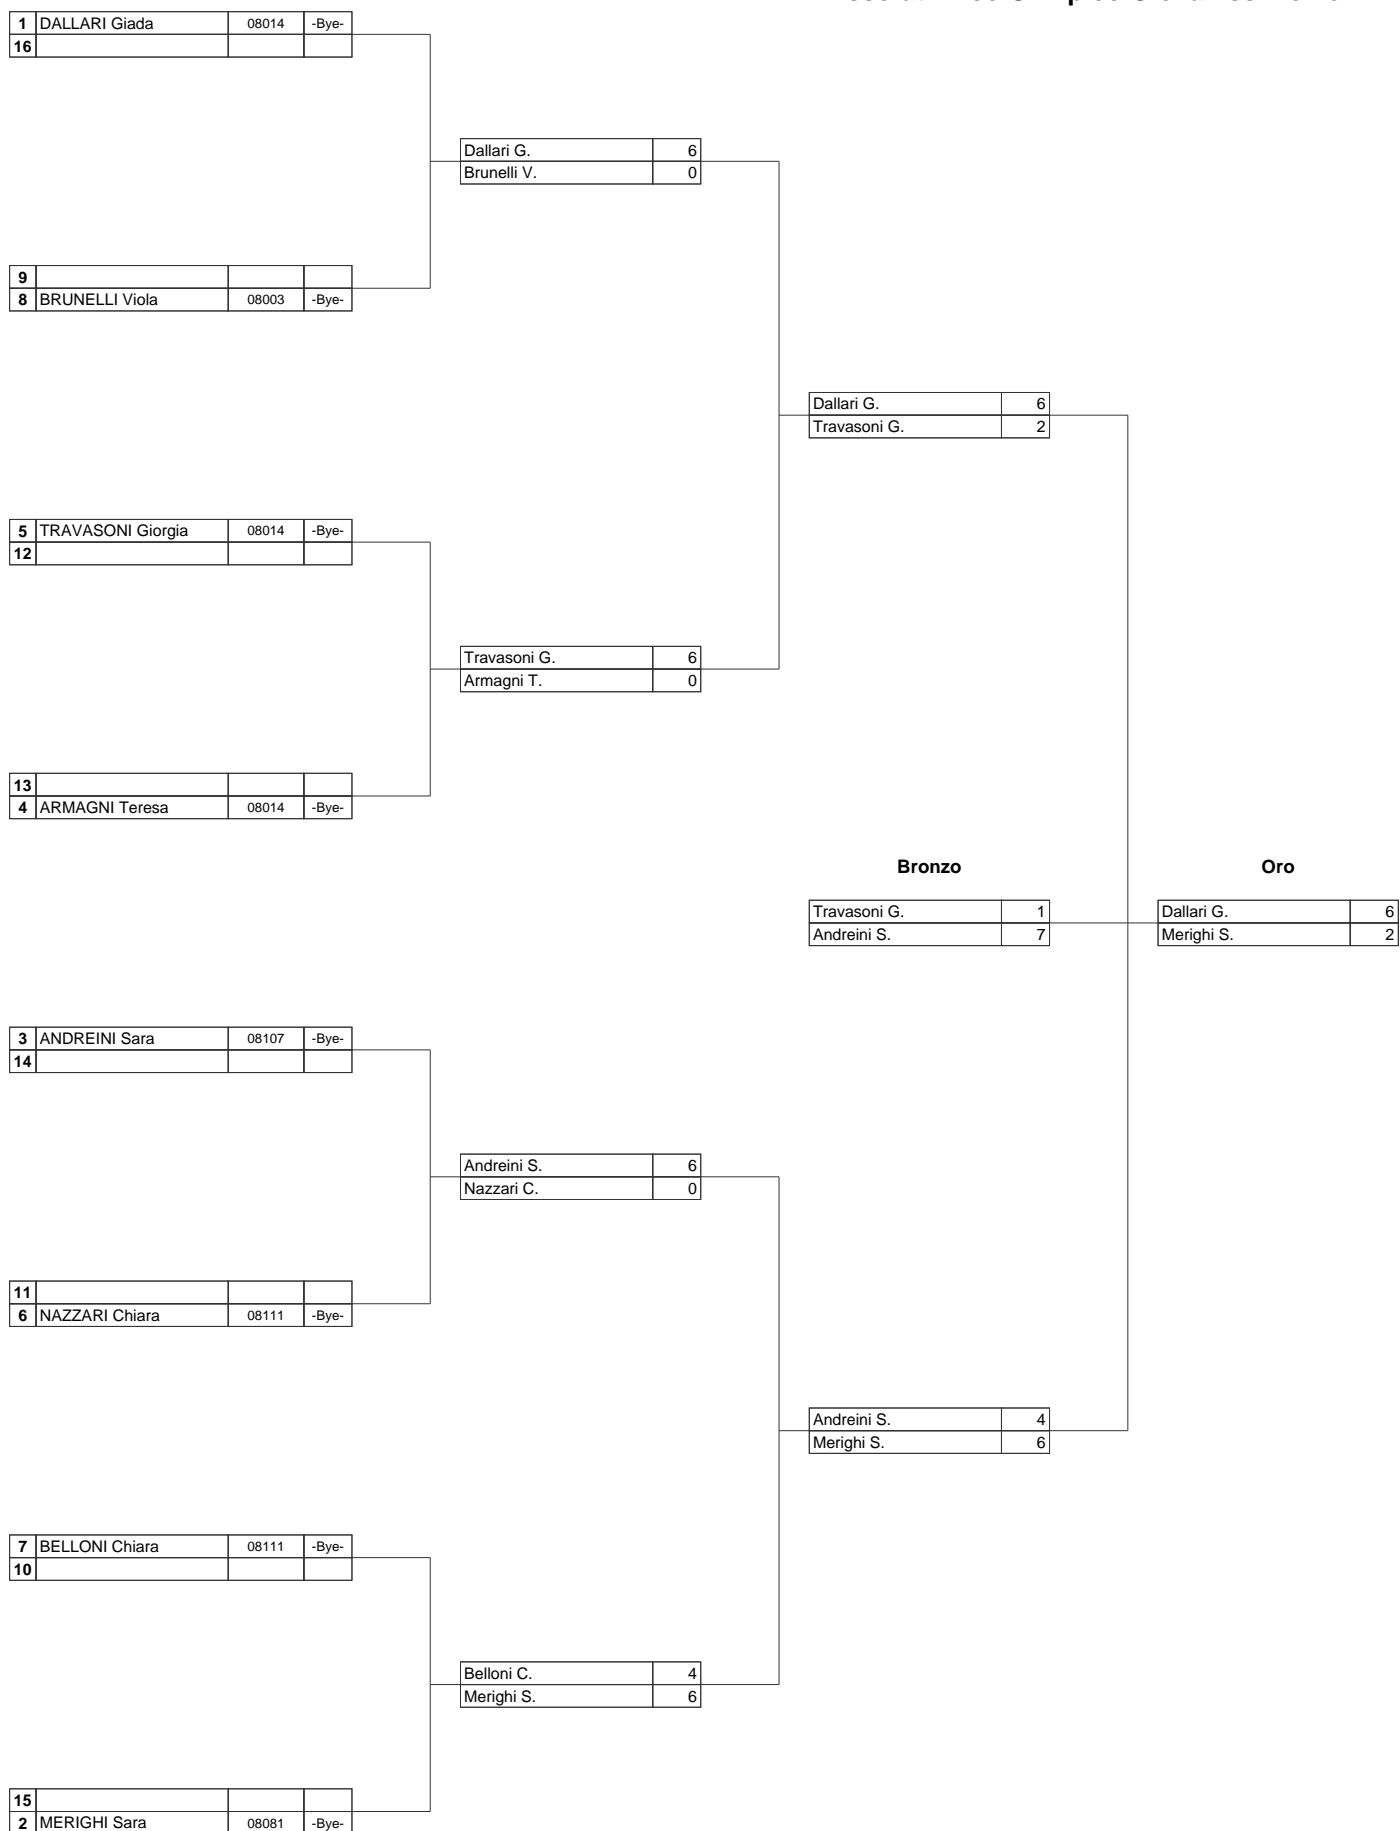 1 DALLARI Giada 08014 -Bye-
16
Dallari G. 6
Brunelli V. 0
9
8 BRUNELLI Viola 08003 -Bye-
Dallari G. 6
Travasoni G. 2
5 TRAVASONI Giorgia 08014 -Bye-
12
Travasoni G. 6
Armagni T. 0
13
4 ARMAGNI Teresa 08014 -Bye-
Bronzo Oro
Travasoni G. 1 Dallari G. 6
Andreini S. 7 Merighi S. 2
3 ANDREINI Sara 08107 -Bye-
14
Andreini S. 6
Nazzari C. 0
11
6 NAZZARI Chiara 08111 -Bye-
Andreini S. 4
Merighi S. 6
7 BELLONI Chiara 08111 -Bye-
10
Belloni C. 4
Merighi S. 6
15
2 MERIGHI Sara 08081 -Bye-